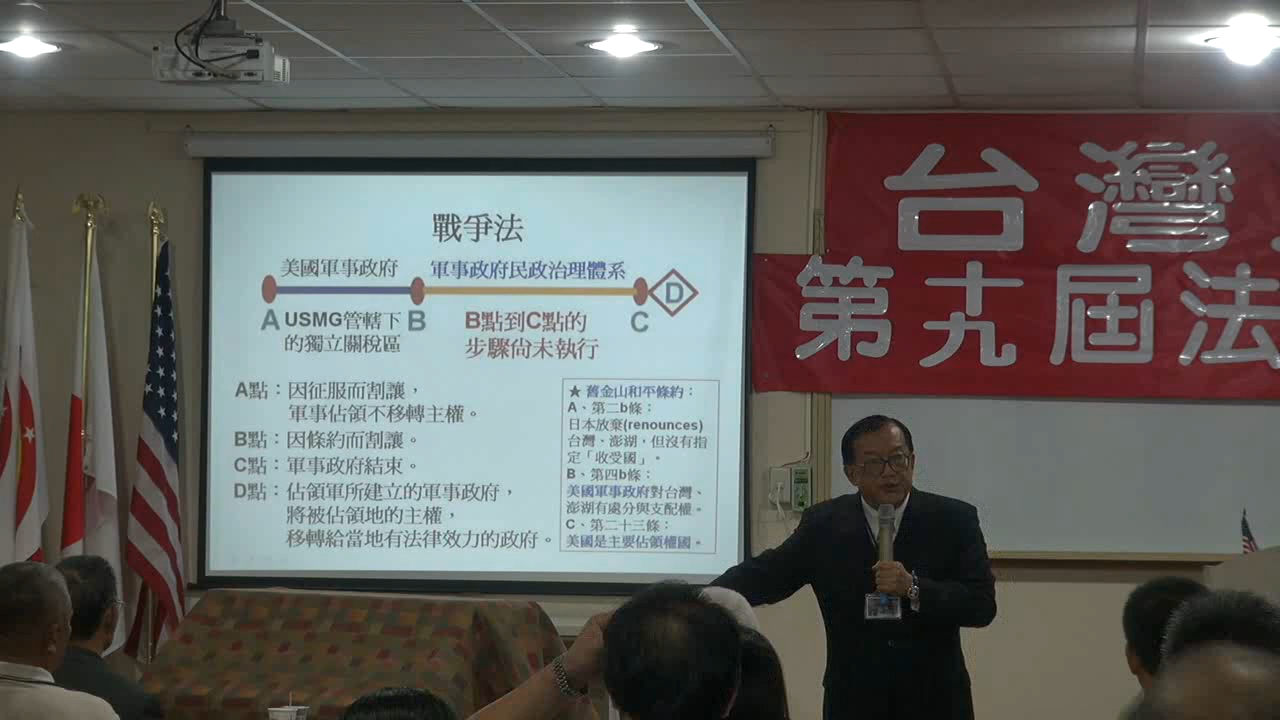 戰爭法
美國軍事政府
軍事政府民政治理體系
D
A
USMG管轄下
的獨立關稅區
B
B點到C點的
步驟尚未執行
C
A點：因征服而割讓，
軍事佔領不移轉主權。
B點：因條約而割讓。
C點：軍事政府結束。
D點：佔領軍所建立的軍事政府，
將被佔領地的主權，
移轉給當地有法律效力的政府。
★ 舊金山和平條約：
A、第二b條：
日本放棄(renounces)
台灣、澎湖，但沒有指
定「收受國」。
B、第四b條：
美國軍事政府對台灣、
澎湖有處分與支配權。
C、第二十三條：
美國是主要佔領權國。
台灣
第十九屆法